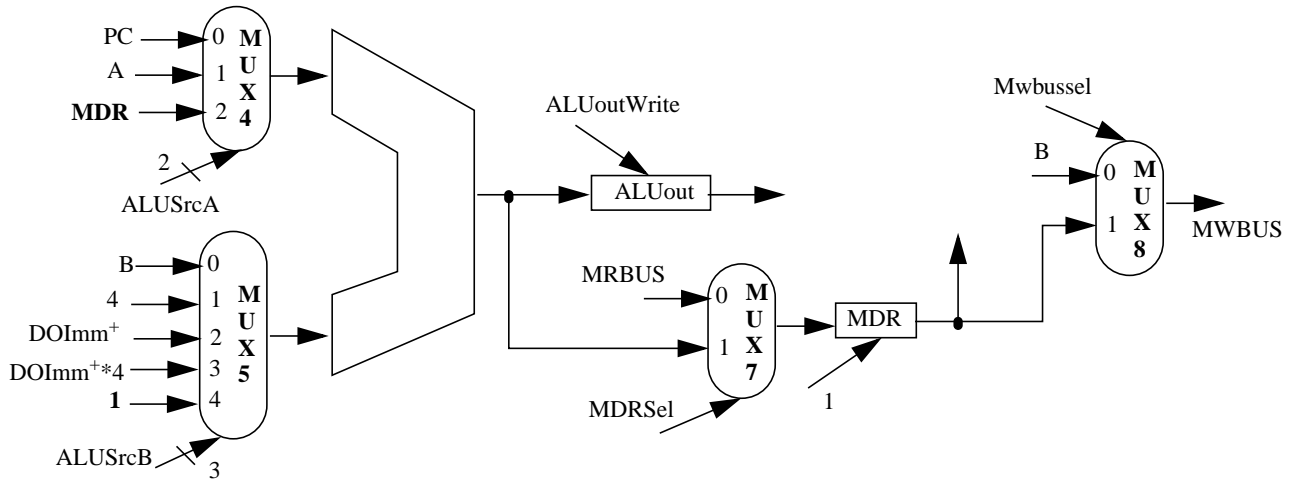 PC
0
A
1
MDR
2
M
U
X
4
2
ALUSrcA
B
0
4
1
DOImm+
2
DOImm+*4
3
1
4
M
U
X
5
ALUSrcB
3
ALUoutWrite
ALUout
MRBUS
0
1
M
U
X
7
MDRSel
MDR
1
Mwbussel
B
0
1
M
U
X
8
MWBUS